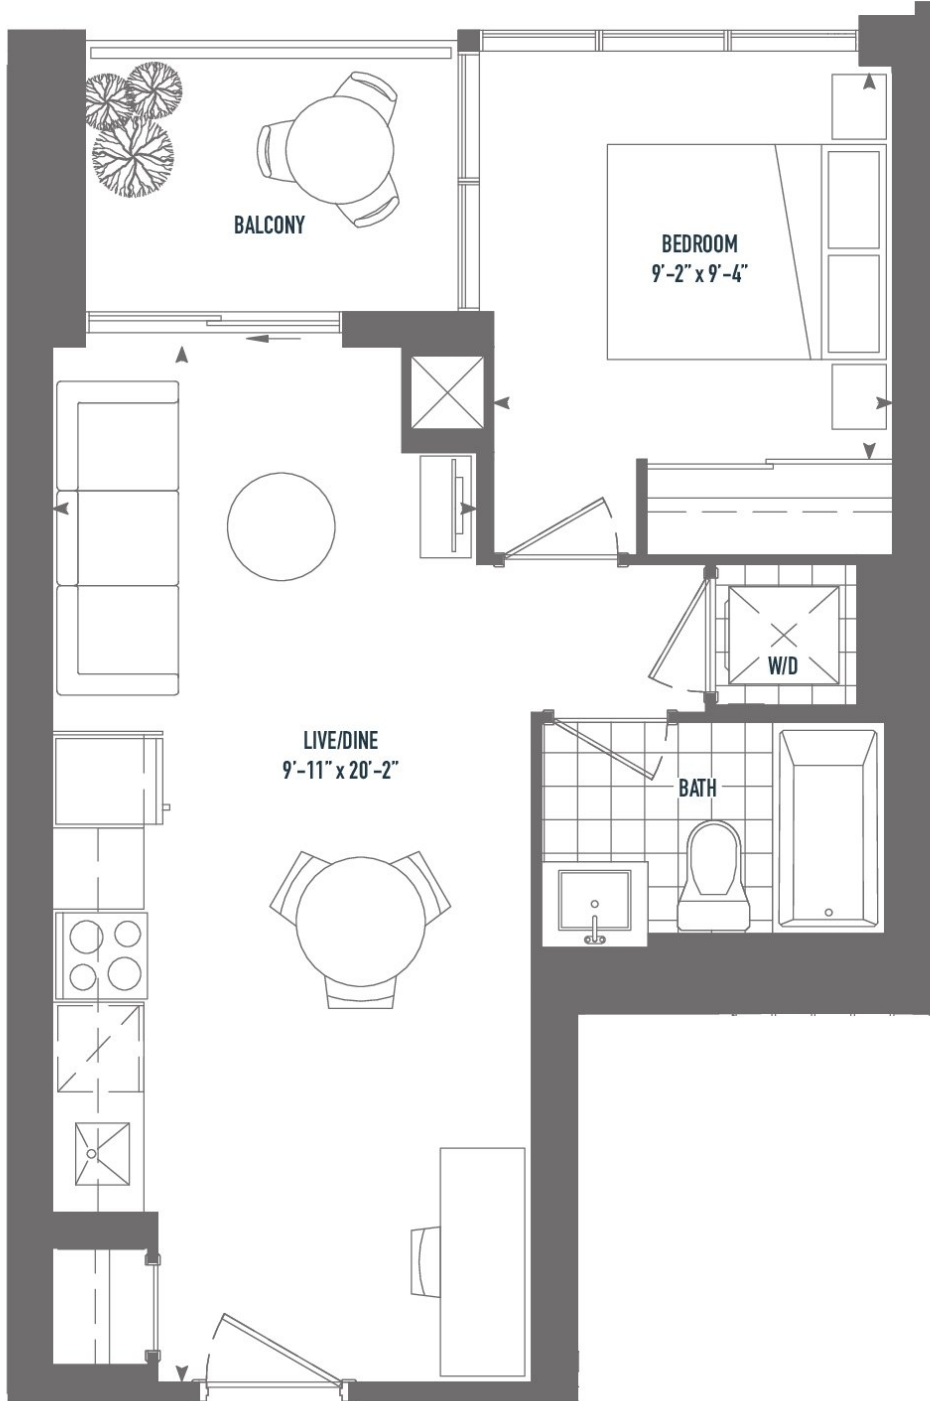 BALCONY
BEDROOM
9'-2" x 9'-4"
W/D
LIVE/DINE
9'-11" x 20'-2"
BATH